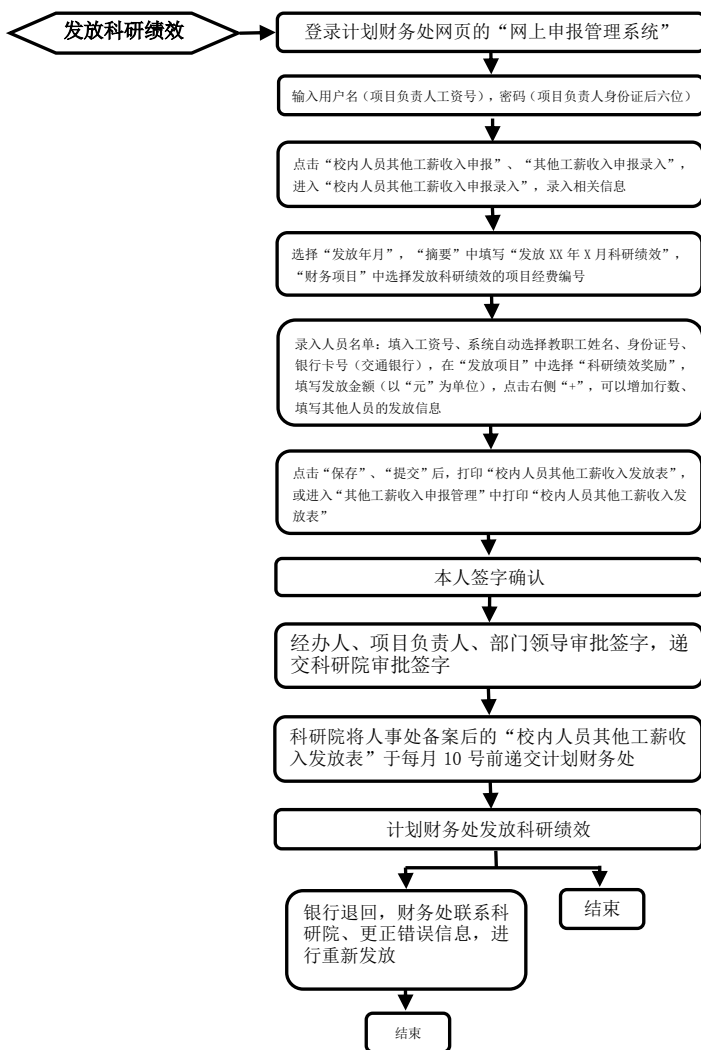 发放科研绩效
登录计划财务处网页的“网上申报管理系统”
输入用户名（项目负责人工资号），密码（项目负责人身份证后六位）
点击“校内人员其他工薪收入申报”、“其他工薪收入申报录入”，
进入“校内人员其他工薪收入申报录入”，录入相关信息
选择“发放年月”，“摘要”中填写“发放 XX 年 X 月科研绩效”，
“财务项目”中选择发放科研绩效的项目经费编号
录入人员名单：填入工资号、系统自动选择教职工姓名、身份证号、
银行卡号（交通银行），在“发放项目”中选择“科研绩效奖励”，
填写发放金额（以“元”为单位），点击右侧“+”，可以增加行数、
填写其他人员的发放信息
点击“保存”、“提交”后，打印“校内人员其他工薪收入发放表”，
或进入“其他工薪收入申报管理”中打印“校内人员其他工薪收入发
放表”
本人签字确认
经办人、项目负责人、部门领导审批签字，递
交科研院审批签字
科研院将人事处备案后的“校内人员其他工薪收
入发放表”于每月 10 号前递交计划财务处
计划财务处发放科研绩效
银行退回，财务处联系科
研院、更正错误信息，进
行重新发放
结束
结束